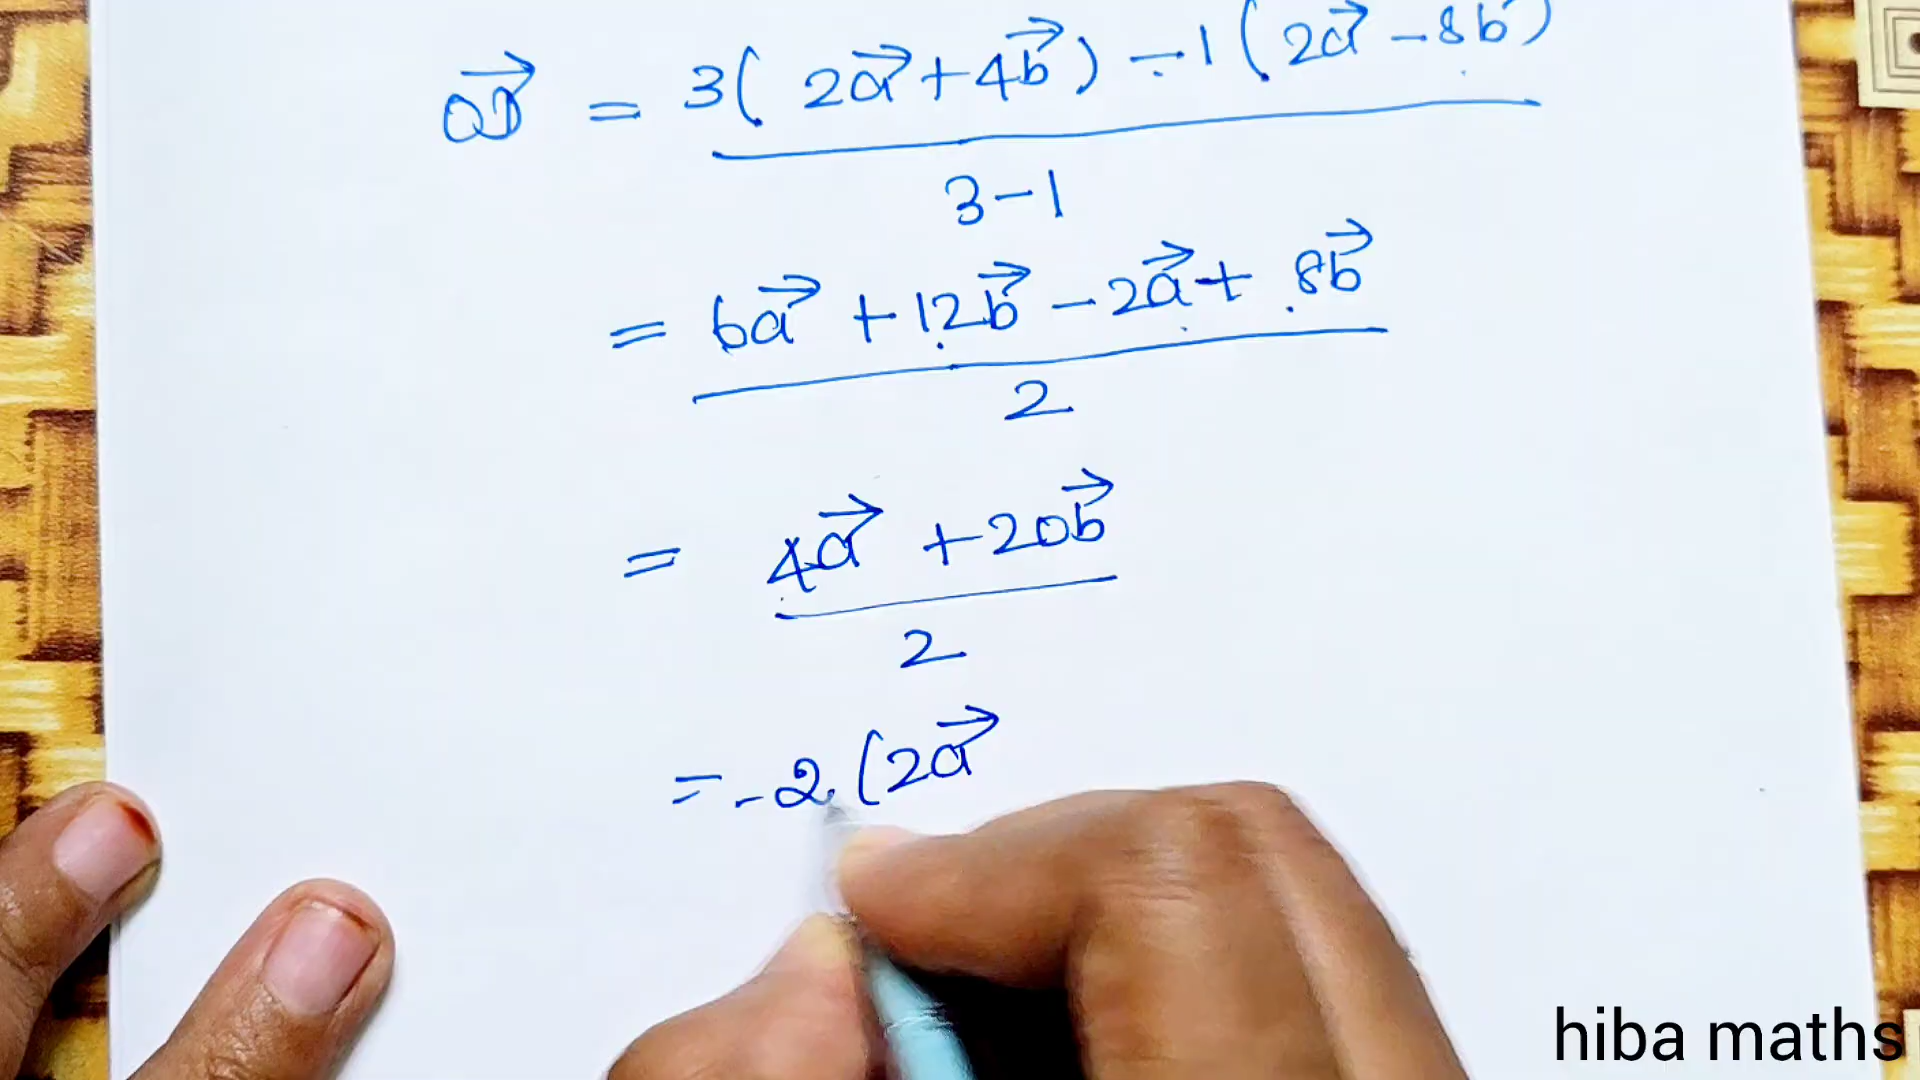 OD⃗ = 3(2a⃗ + 4b⃗) - 1(2a⃗ - 8b⃗)
3 - 1
= 6a⃗ + 12b⃗ - 2a⃗ + 8b⃗
2
= 4a⃗ + 20b⃗
2
= -2(2a⃗
hiba maths